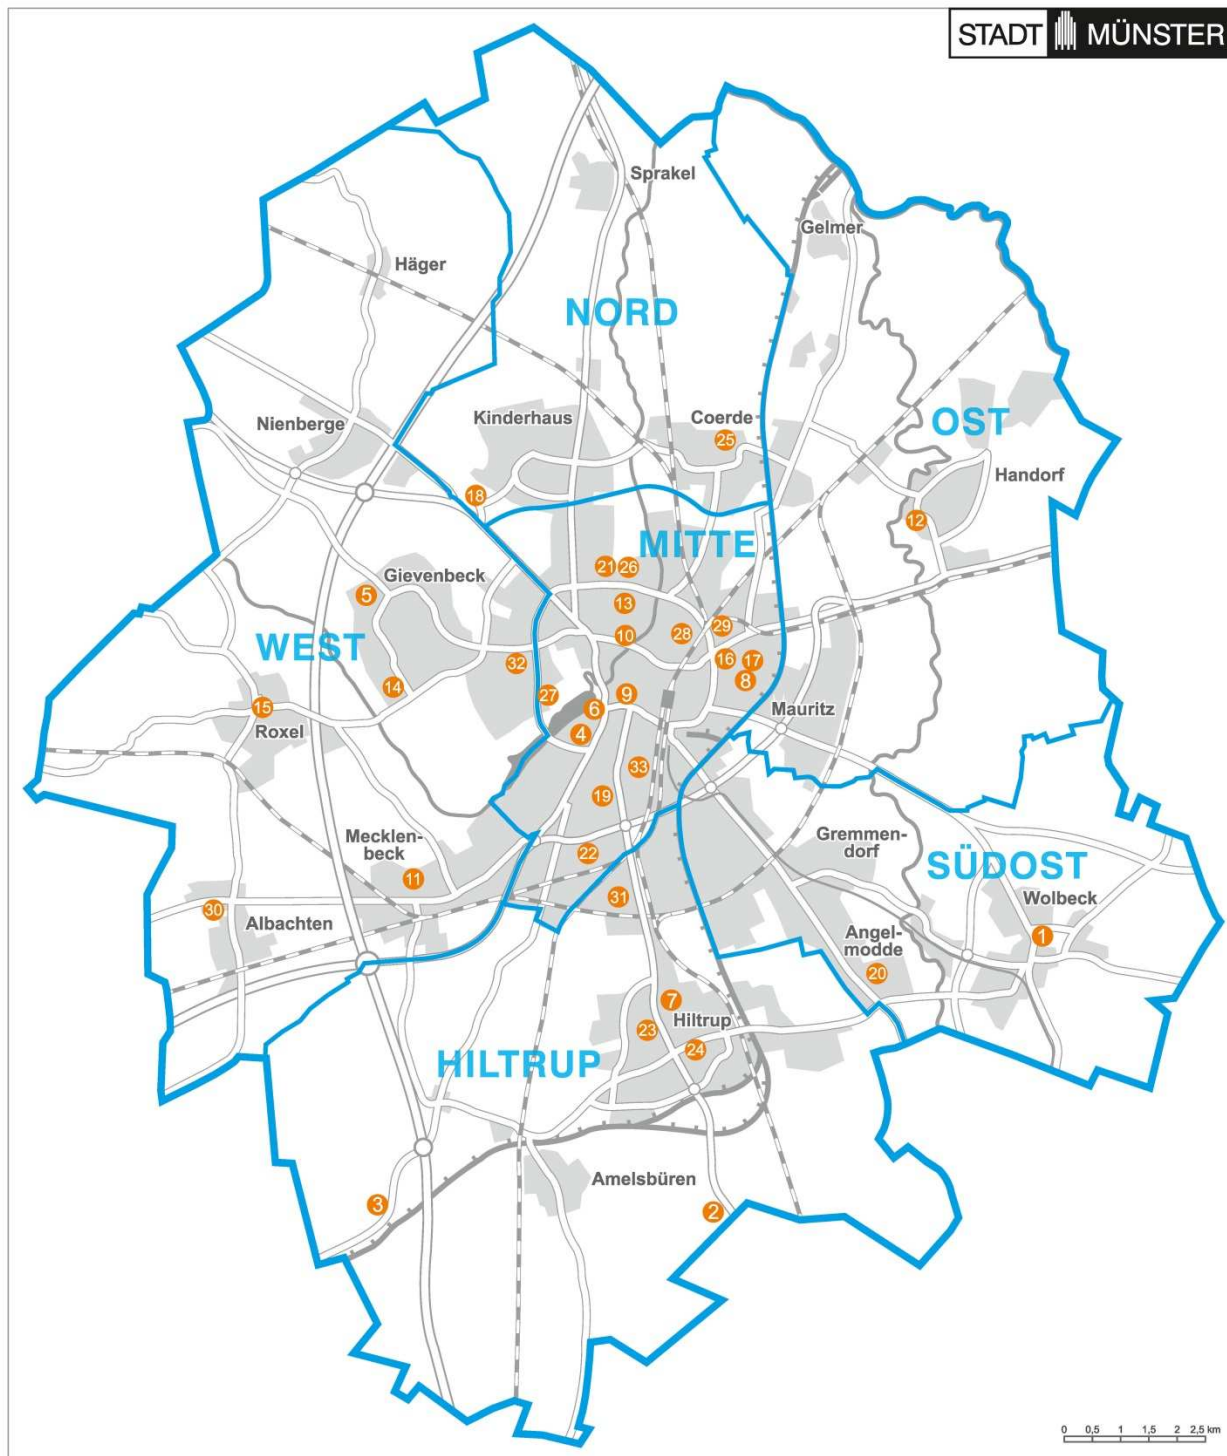 STADT MÜNSTER
Sprakel
Gelmer
Häger
NORD
Kinderhaus
Coerde
Nienberge
25
OST
Handorf
18
12
MITTE
21 26
Gievenbeck
5
13
29
28
10
WEST
16 17
32
8
14
27
9
15
6
Mauritz
Roxel
4
33
19
Mecklen-
beck
22
Gremmen-
dorf
SÜDOST
11
31
Wolbeck
30
Albachten
Angel-
modde
1
20
7
Hiltrup
23
24
HILTRUP
Amelsbüren
3
2
0 0,5 1 1,5 2 2,5 km